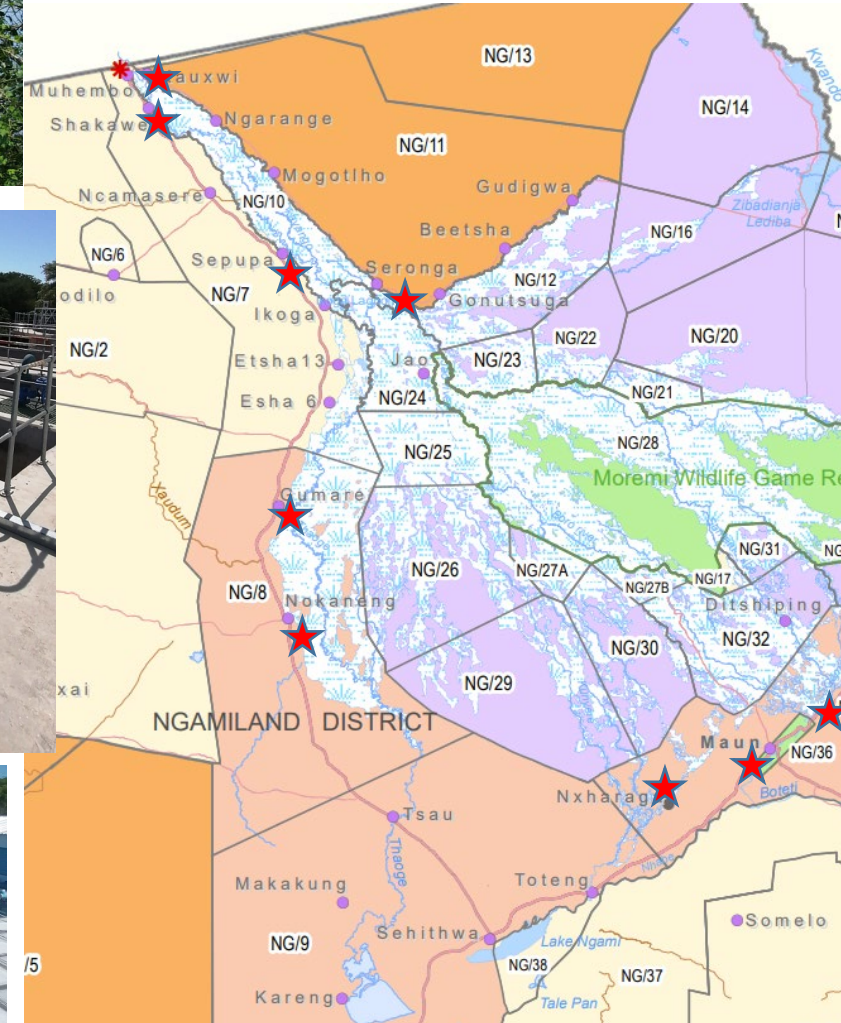 NG/13
Kwando
Muhembo
NG/14
Shakawe
Ngarange
NG/11
Mogotlho
Gudigwa
Ncamasere
NG/10
Zibadianja
Lediba
Beetsha
NG/16
NG/6
Sepupa
Seronga
NG/12
NG/7
Gonutsuga
Ikoga
NG/2
NG/22
NG/20
Etsha13
Jao
NG/23
NG/21
Esha 6
NG/24
NG/28
NG/25
Moremi Wildlife Game Re
Xaudum
Gumare
NG/31
NG/26
NG/27A
NG/17
NG/27B
NG/8
Nokaneng
Ditshiping
NG/32
NG/30
NG/29
NGAMILAND DISTRICT
Maun
NG/36
Boteti
Nxharag
Tsau
Thaoge
Toteng
Makakung
Somelo
Sehithwa
NG/9
Lake Ngami
/5
NG/38
NG/37
Kareng
Tale Pan